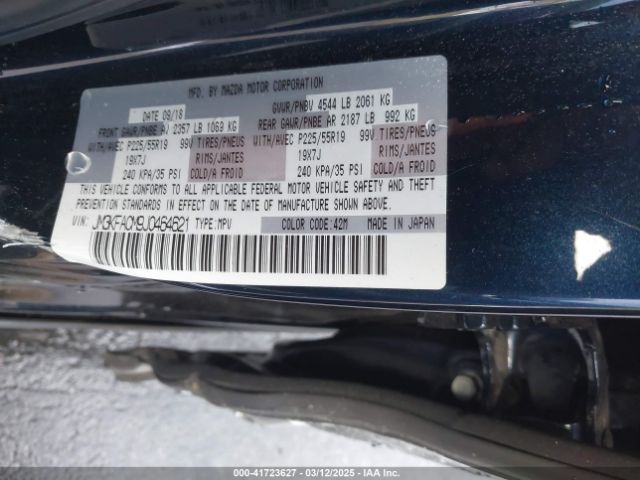 MFD. BY MAZDA MOTOR CORPORATION
DATE 09/18 GVWR/PNBV 4544 LB 2061 KG
FRONT GAWR/PNBE AV 2357 LB 1069 KG REAR GAWR/PNBE AR 2187 LB 992 KG
WITH/AVEC P225/55R19 99V TIRES/PNEUS WITH/AVEC P225/55R19 99V TIRES/PNEUS
19X7J RIMS/JANTES 19X7J RIMS/JANTES
240 KPA/35 PSI COLD/A FROID 240 KPA/35 PSI COLD/A FROID
THIS VEHICLE CONFORMS TO ALL APPLICABLE FEDERAL MOTOR VEHICLE SAFETY AND THEFT
PREVENTION STANDARDS IN EFFECT ON THE DATE OF MANUFACTURE SHOWN ABOVE.
VIN: JM3KFACM9J0464621 TYPE: MPV COLOR CODE: 42M MADE IN JAPAN
000-41723627 - 03/12/2025 - IAAI.COM